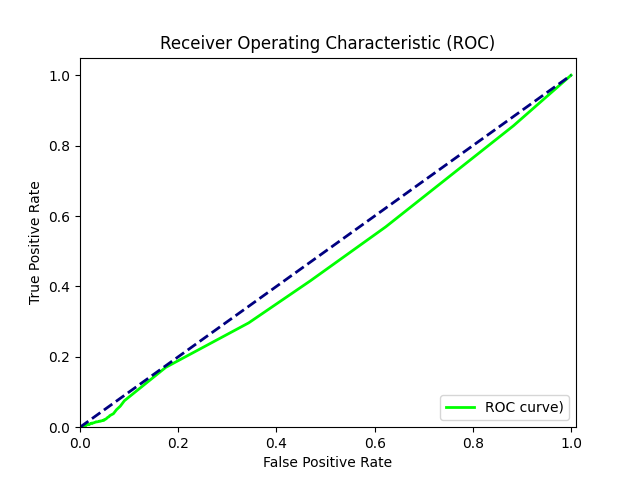 Receiver Operating Characteristic (ROC)
1.0
0.8
0.6
0.4
0.2
0.0
True Positive Rate
ROC curve)
0.0 0.2 0.4 0.6 0.8 1.0
False Positive Rate